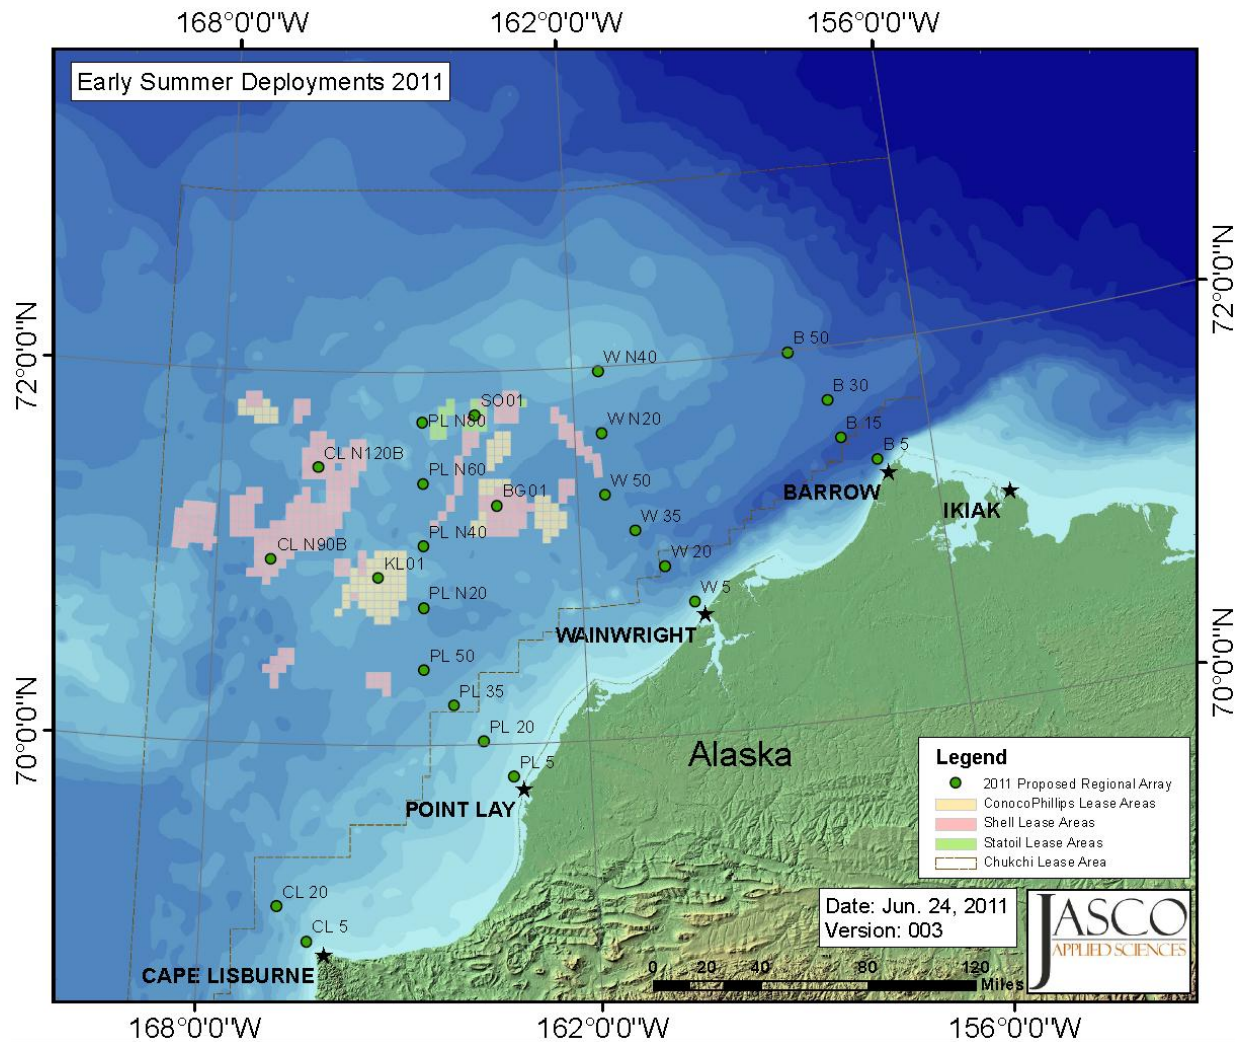 168°0'0"W
162°0'0"W
156°0'0"W
Early Summer Deployments 2011
72°0'0"N
72°0'0"N
B 50
W N40
B 30
SO01
PL N80
W N20
B 15
CL N120B
B 5
PL N60
BG01
W 50
BARROW
IKIAK
W 35
PL N40
CL N90B
KL01
W 20
PL N20
W 5
WAINWRIGHT
PL 50
70°0'0"N
70°0'0"N
PL 35
PL 20
Alaska
PL 5
POINT LAY
Legend
2011 Proposed Regional Array
ConocoPhillips Lease Areas
Shell Lease Areas
Statoil Lease Areas
Chukchi Lease Area
CL 20
CL 5
CAPE LISBURNE
Date: Jun. 24, 2011
Version: 003
JASCO
APPLIED SCIENCES
0 20 40 80 120
Miles
168°0'0"W
162°0'0"W
156°0'0"W